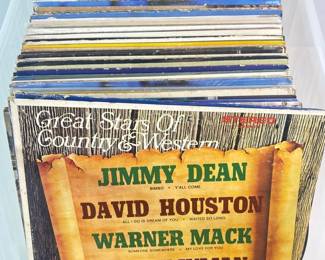 Great Stars Of
Country & Western
STEREO
JIMMY DEAN
BIMBO • Y'ALL COME
DAVID HOUSTON
ALL I DO IS DREAM OF YOU • WAITED SO LONG
WARNER MACK
SOMEONE SOMEWHERE • MY LOVE FOR YOU